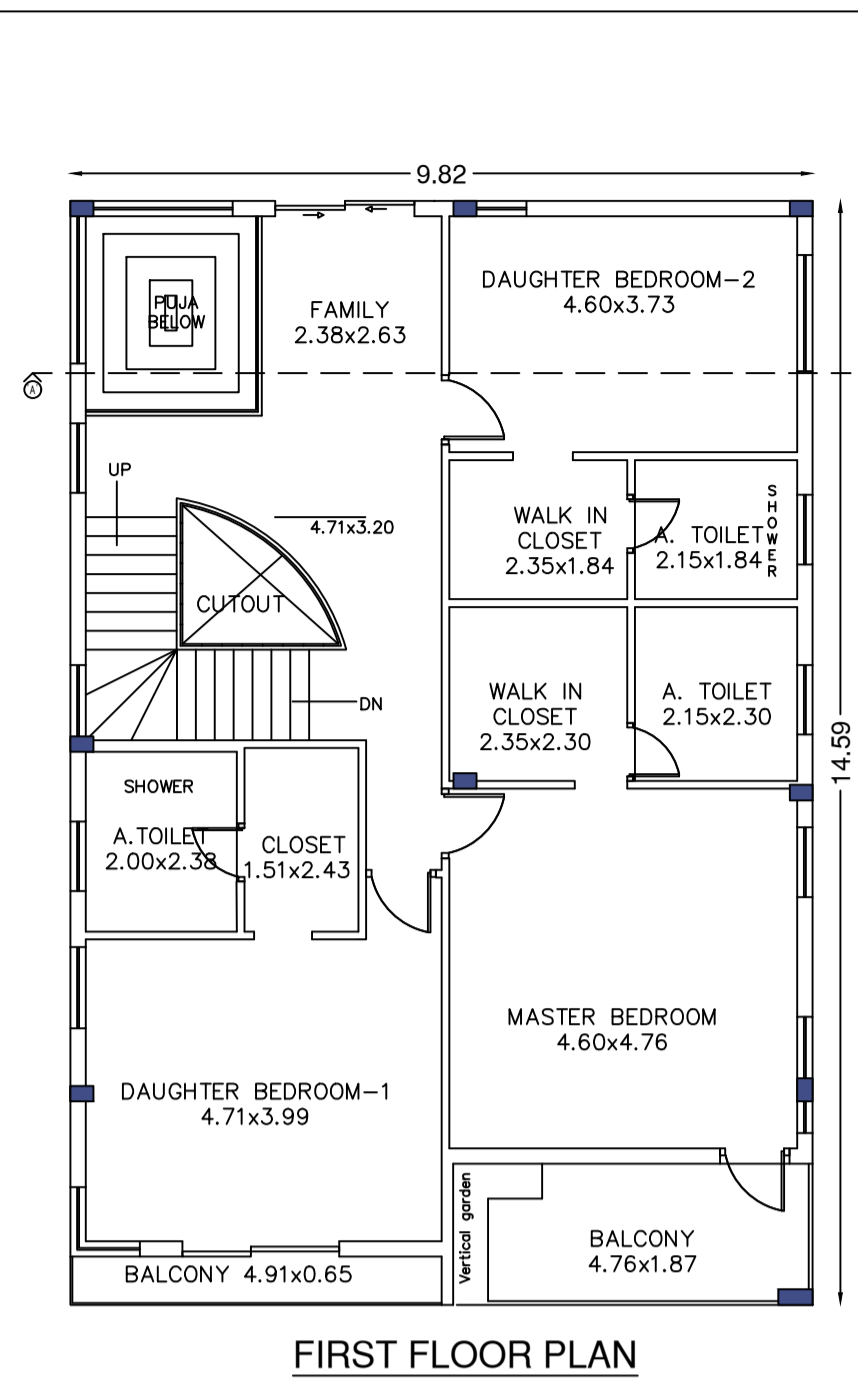 9.82
DAUGHTER BEDROOM-2
4.60x3.73
PUJA
BELOW
FAMILY
2.38x2.63
A
UP
4.71x3.20
WALK IN
CLOSET
2.35x1.84
A. TOILET
2.15x1.84
SHOWER
CUTOUT
WALK IN
CLOSET
2.35x2.30
A. TOILET
2.15x2.30
DN
14.59
SHOWER
A.TOILET
2.00x2.38
CLOSET
1.51x2.43
MASTER BEDROOM
4.60x4.76
DAUGHTER BEDROOM-1
4.71x3.99
Vertical garden
BALCONY
4.76x1.87
BALCONY 4.91x0.65
FIRST FLOOR PLAN